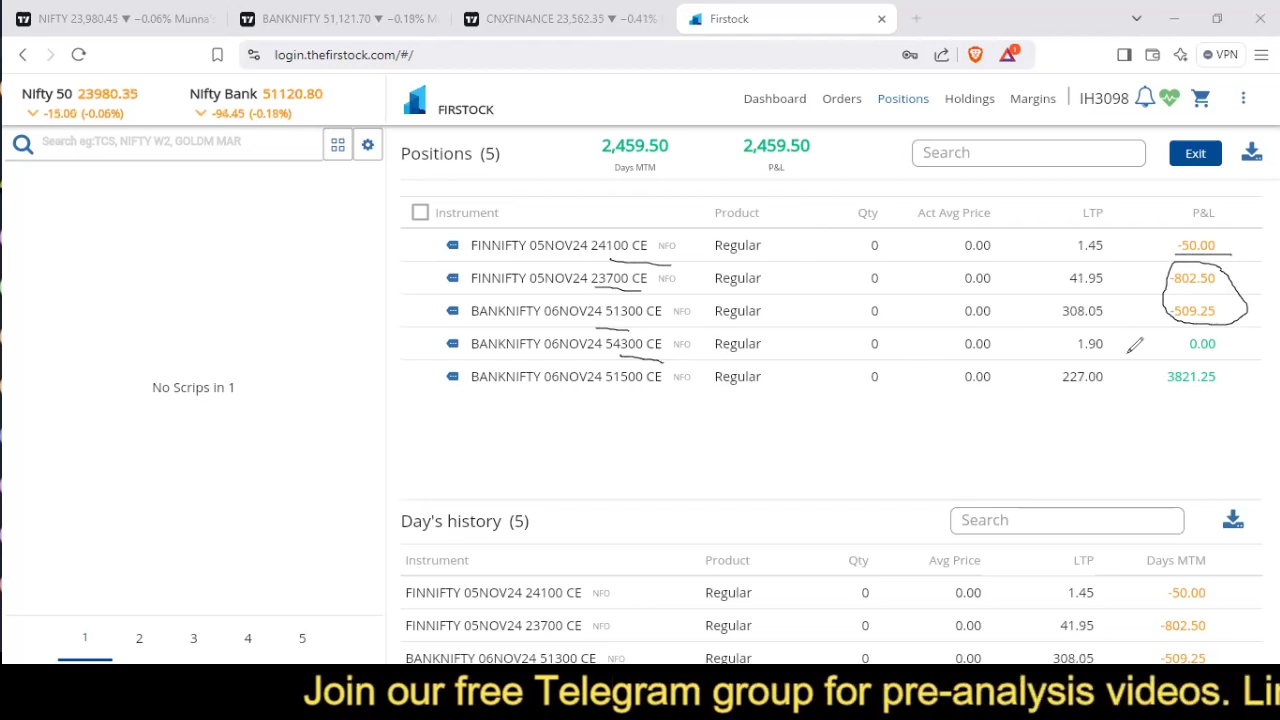 NIFTY 23,980.45 ▼ −0.06% Munna's
BANKNIFTY 51,121.70 ▼ −0.18%
CNXFINANCE 23,562.35 ▼ −0.41%
Firstock
login.thefirstock.com/#/
1
VPN
Nifty 50 23980.35
-15.06 (-0.06%)
Nifty Bank 51120.80
-94.45 (-0.18%)
FIRSTOCK
Dashboard Orders Positions Holdings Margins IH3098
Search eg:TCS, NIFTY W2, GOLDM MAR
Positions (5)
2,459.50
Days MTM
2,459.50
P&L
Search
Exit
Instrument Product Qty Act Avg Price LTP P&L
FINNIFTY 05NOV24 24100 CE NFO Regular 0 0.00 1.45 -50.00
FINNIFTY 05NOV24 23700 CE NFO Regular 0 0.00 41.95 -802.50
BANKNIFTY 06NOV24 51300 CE NFO Regular 0 0.00 308.05 -509.25
BANKNIFTY 06NOV24 54300 CE NFO Regular 0 0.00 1.90 0.00
BANKNIFTY 06NOV24 51500 CE NFO Regular 0 0.00 227.00 3821.25
No Scrips in 1
Day's history (5)
Search
Instrument Product Qty Avg Price LTP Days MTM
FINNIFTY 05NOV24 24100 CE NFO Regular 0 0.00 1.45 -50.00
FINNIFTY 05NOV24 23700 CE NFO Regular 0 0.00 41.95 -802.50
BANKNIFTY 06NOV24 51300 CE NFO Regular 0 0.00 308.05 -509.25
1 2 3 4 5
Join our free Telegram group for pre-analysis videos.